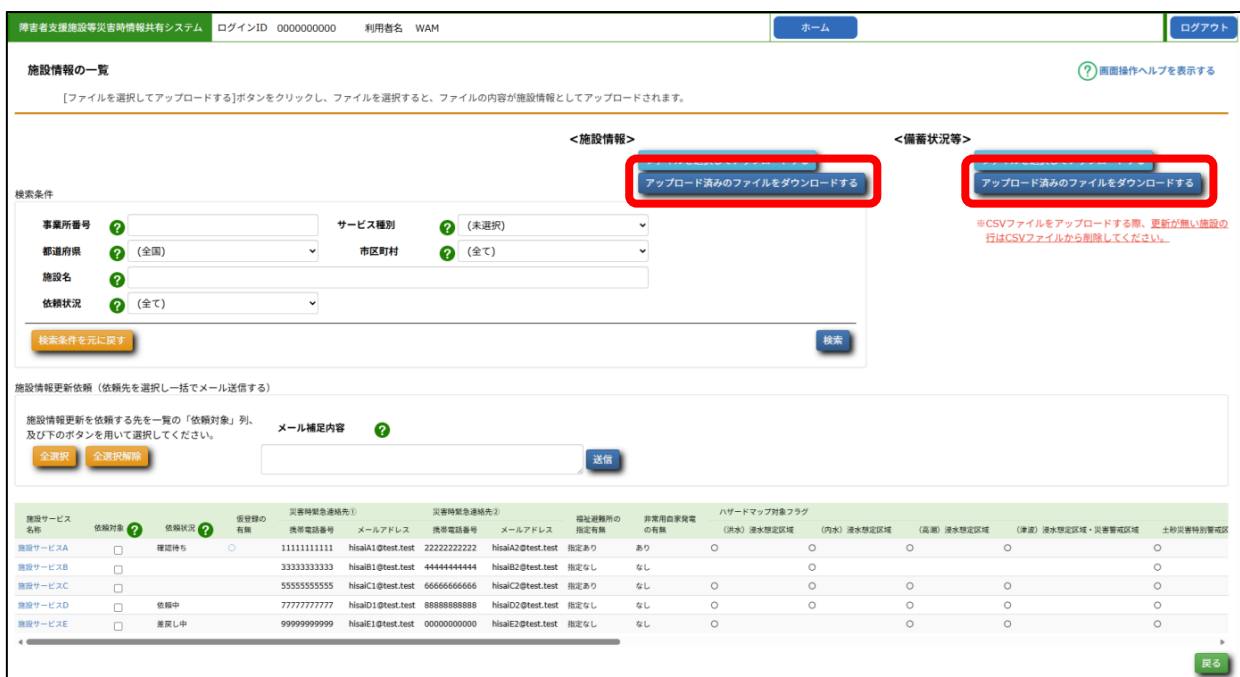 障害者支援施設等災害時情報共有システム ログインID 0000000000 利用者名 WAM ホーム ログアウト
施設情報の一覧
画面操作ヘルプを表示する
[ファイルを選択してアップロードする]ボタンをクリックし、ファイルを選択すると、ファイルの内容が施設情報としてアップロードされます。
<施設情報> <備蓄状況等>
アップロード済みのファイルをダウンロードする アップロード済みのファイルをダウンロードする
検索条件
※CSVファイルをアップロードする際、更新が無い施設の
行はCSVファイルから削除してください。
事業所番号 ? サービス種別 ? (未選択)
都道府県 ? (全国) 市区町村 ? (全て)
施設名 ?
依頼状況 ? (全て)
検索条件を元に戻す 検索
施設情報更新依頼(依頼先を選択し一括でメール送信する)
施設情報更新を依頼する先を一覧の「依頼対象」列、
及び下のボタンを用いて選択してください。
メール補足内容 ?
全選択 全選択解除 送信
施設サービス名称 依頼対象 ? 依頼状況 ? 仮登録の有無 災害時緊急連絡先① 災害時緊急連絡先② 福祉避難所の指定有無 非常用自家発電の有無 ハザードマップ対象フラグ
携帯電話番号 メールアドレス 携帯電話番号 メールアドレス (洪水)浸水想定区域 (内水)浸水想定区域 (高潮)浸水想定区域 (津波)浸水想定区域・災害警戒区域 土砂災害特別警戒区
施設サービスA 確認待ち ○ 11111111111 hisaiA1@test.test 22222222222 hisaiA2@test.test 指定あり あり ○ ○ ○ ○ ○
施設サービスB 33333333333 hisaiB1@test.test 44444444444 hisaiB2@test.test 指定なし なし ○ ○
施設サービスC 55555555555 hisaiC1@test.test 66666666666 hisaiC2@test.test 指定あり なし ○ ○ ○ ○ ○
施設サービスD 依頼中 77777777777 hisaiD1@test.test 88888888888 hisaiD2@test.test 指定なし なし ○ ○ ○ ○ ○
施設サービスE 差戻し中 99999999999 hisaiE1@test.test 00000000000 hisaiE2@test.test 指定なし なし ○ ○ ○ ○
戻る